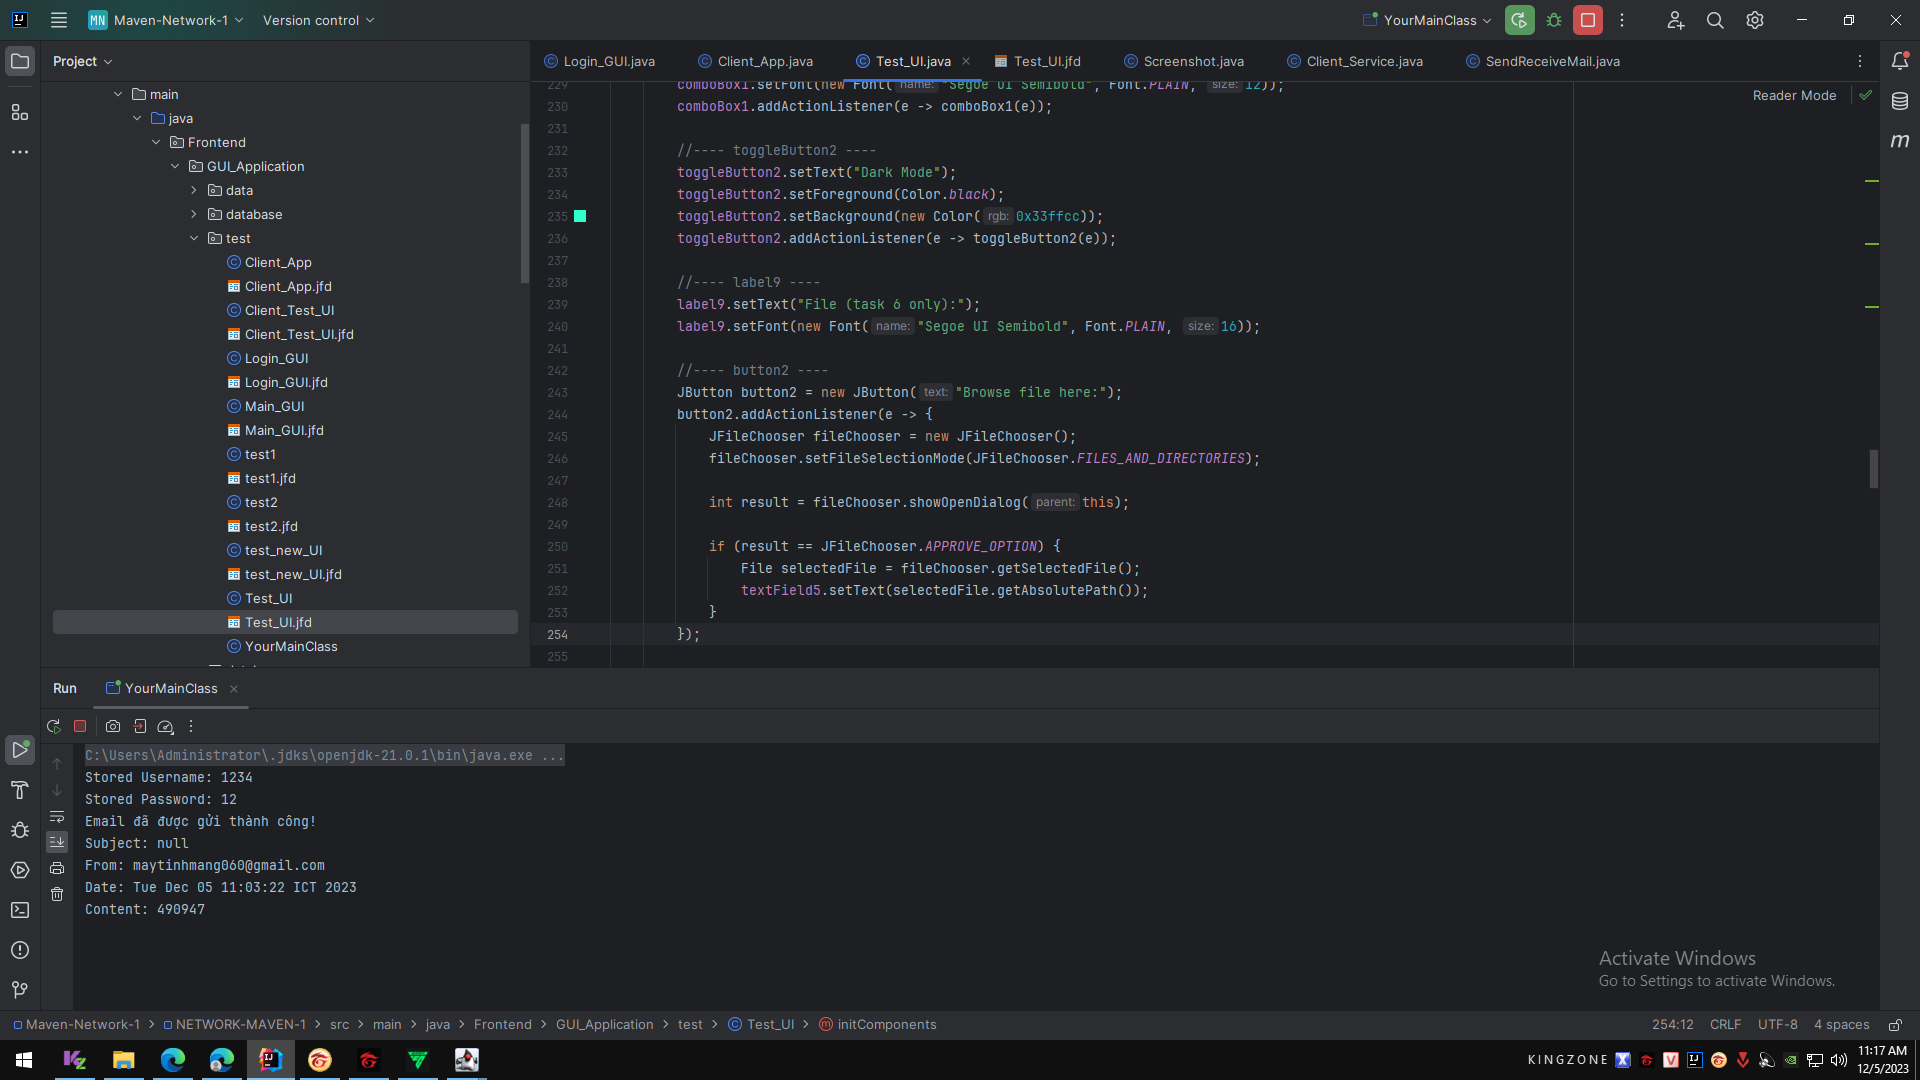 MN Maven-Network-1 Version control YourMainClass
Project
Login_GUI.java Client_App.java Test_UI.java Test_UI.jfd Screenshot.java Client_Service.java SendReceiveMail.java
Reader Mode
main
java
Frontend
GUI_Application
data
database
test
Client_App
Client_App.jfd
Client_Test_UI
Client_Test_UI.jfd
Login_GUI
Login_GUI.jfd
Main_GUI
Main_GUI.jfd
test1
test1.jfd
test2
test2.jfd
test_new_UI
test_new_UI.jfd
Test_UI
Test_UI.jfd
YourMainClass
229 comboBox1.setFont(new Font( name: "Segoe UI Semibold", Font.PLAIN, size: 12));
230 comboBox1.addActionListener(e -> comboBox1(e));
231
232 //---- toggleButton2 ----
233 toggleButton2.setText("Dark Mode");
234 toggleButton2.setForeground(Color.black);
235 toggleButton2.setBackground(new Color( rgb: 0x33ffcc));
236 toggleButton2.addActionListener(e -> toggleButton2(e));
237
238 //---- label9 ----
239 label9.setText("File (task 6 only):");
240 label9.setFont(new Font( name: "Segoe UI Semibold", Font.PLAIN, size: 16));
241
242 //---- button2 ----
243 JButton button2 = new JButton( text: "Browse file here:");
244 button2.addActionListener(e -> {
245 JFileChooser fileChooser = new JFileChooser();
246 fileChooser.setFileSelectionMode(JFileChooser.FILES_AND_DIRECTORIES);
247
248 int result = fileChooser.showOpenDialog( parent: this);
249
250 if (result == JFileChooser.APPROVE_OPTION) {
251 File selectedFile = fileChooser.getSelectedFile();
252 textField5.setText(selectedFile.getAbsolutePath());
253 }
254 });
255
Run YourMainClass
C:\Users\Administrator\.jdks\openjdk-21.0.1\bin\java.exe ...
Stored Username: 1234
Stored Password: 12
Email đã được gửi thành công!
Subject: null
From: maytinhmang060@gmail.com
Date: Tue Dec 05 11:03:22 ICT 2023
Content: 490947
Activate Windows
Go to Settings to activate Windows.
Maven-Network-1 > NETWORK-MAVEN-1 > src > main > java > Frontend > GUI_Application > test > Test_UI > initComponents
254:12 CRLF UTF-8 4 spaces
KINGZONE
11:17 AM
12/5/2023